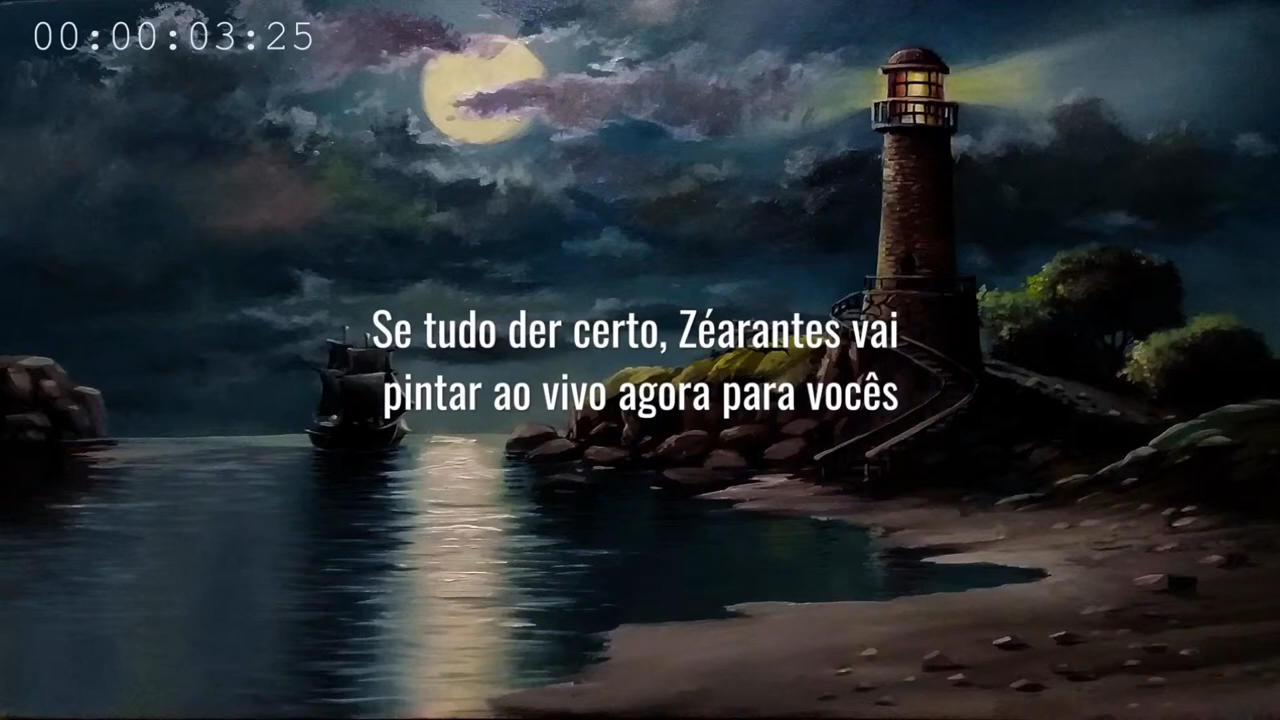 00:00:03:25
Se tudo der certo, Zéarantes vai
pintar ao vivo agora para vocês